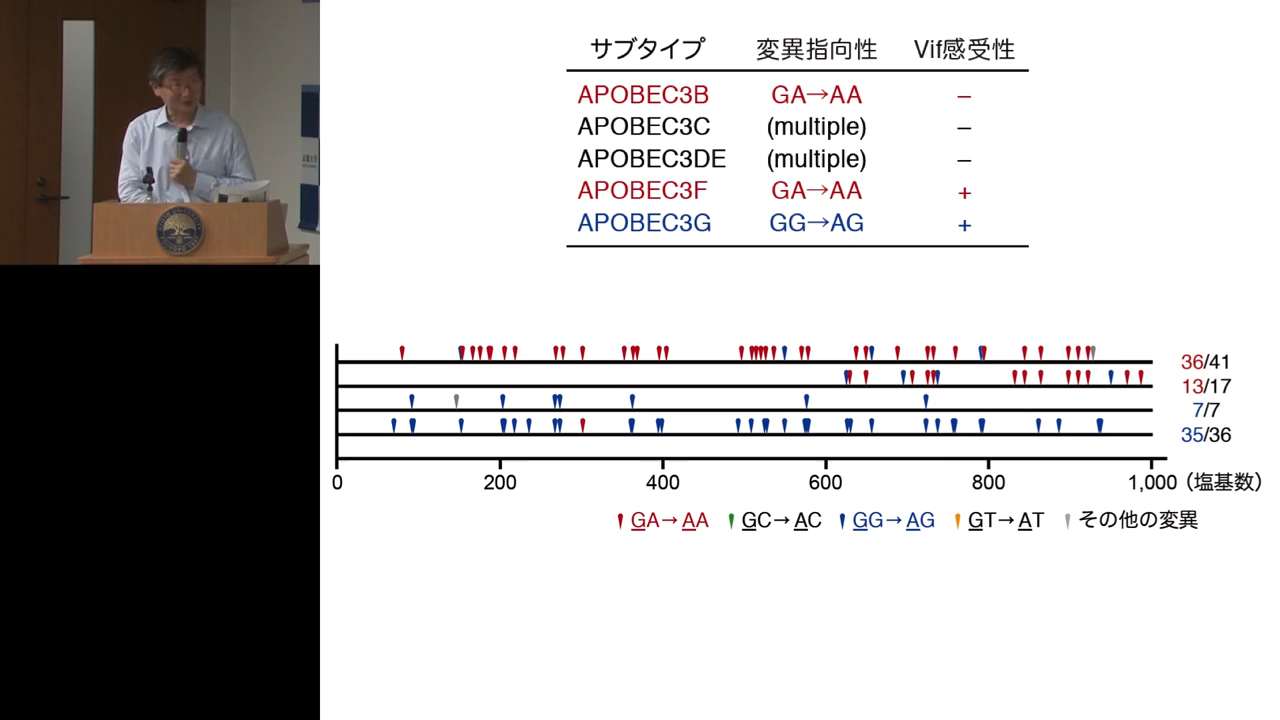 サブタイプ 変異指向性 Vif感受性
APOBEC3B GA→AA –
APOBEC3C (multiple) –
APOBEC3DE (multiple) –
APOBEC3F GA→AA +
APOBEC3G GG→AG +
36/41
13/17
7/7
35/36
0 200 400 600 800 1,000 (塩基数)
GA→AA GC→AC GG→AG GT→AT その他の変異